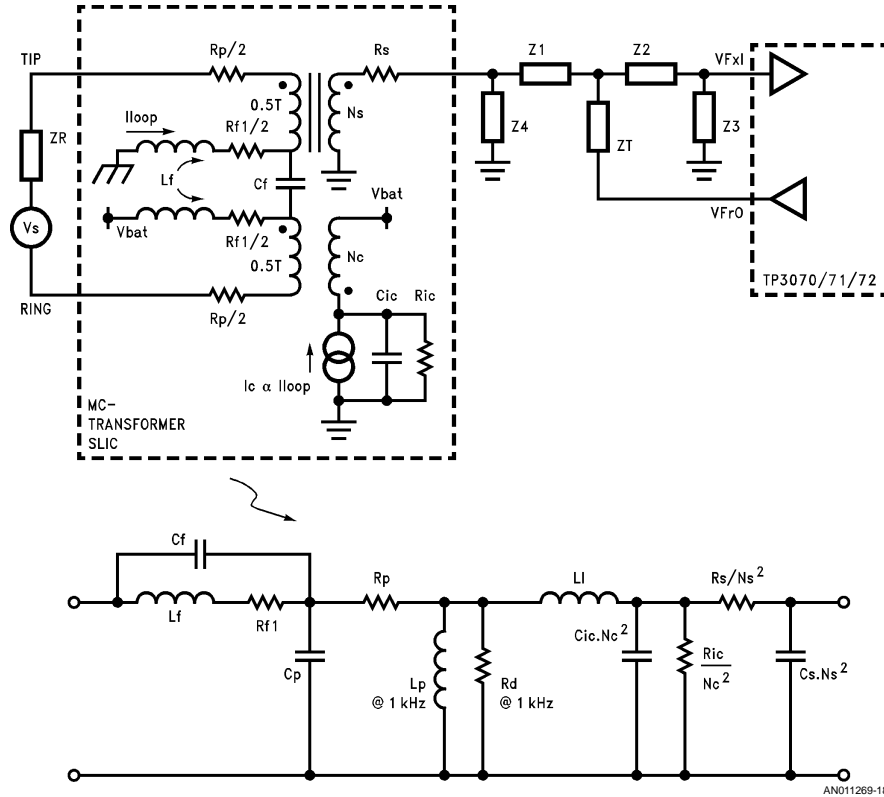 TIP
Rp/2
Rs
Z1
Z2
VFxI
0.5T
Ns
Z4
ZT
Z3
ZR
Iloop
Rf1/2
Lf
Cf
Vs
Vbat
Vbat
Rf1/2
0.5T
Nc
VFrO
TP3070/71/72
RING
Rp/2
Cic
Ric
Ic α Iloop
MC-
TRANSFORMER
SLIC
Cf
Lf
Rf1
Rp
Ll
Rs/Ns²
Cp
Lp
@ 1 kHz
Rd
@ 1 kHz
Cic.Nc²
Ric
Nc²
Cs.Ns²
AN011269-18